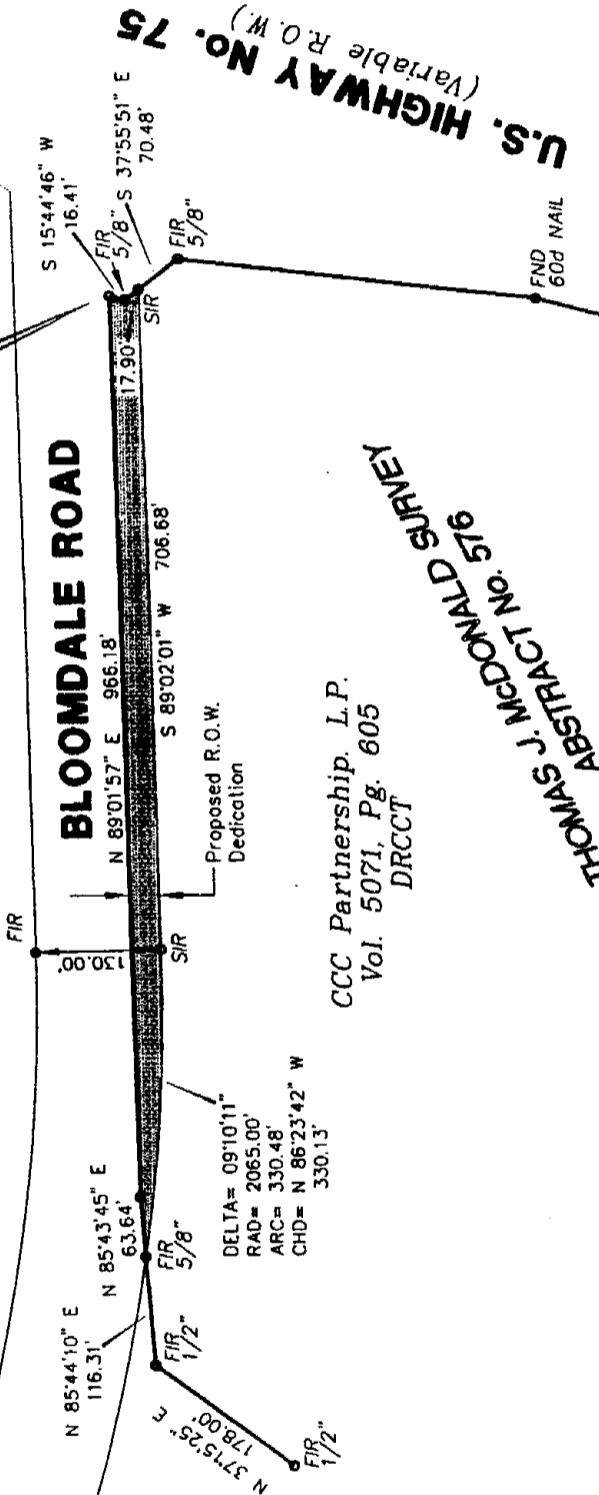 U.S. HIGHWAY No. 75
(Variable R.O.W.)
S 15°44'46" W
16.41'
FIR
5/8"
S 37°55'51" E
70.48'
FIR
5/8"
SIR
17.90'
FND
60d NAIL
BLOOMDALE ROAD
N 89°01'57" E 966.18'
S 89°02'01" W 706.68'
Proposed R.O.W.
Dedication
FIR
130.00'
SIR
THOMAS J. McDONALD SURVEY
ABSTRACT No. 576
CCC Partnership. L.P.
Vol. 5071, Pg. 605
DRCCT
N 85°43'45" E
63.64'
FIR
5/8"
DELTA= 09°10'11"
RAD= 2065.00'
ARC= 330.48'
CHD= N 86°23'42" W
330.13'
N 85°44'10" E
116.31'
FIR
1/2"
N 37°15'25" E
178.00'
FIR
1/2"